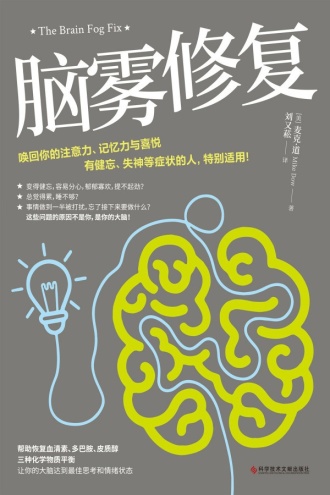 ★ The Brain Fog Fix ★
脑雾修复
唤回你的注意力、记忆力与喜悦
有健忘、失神等症状的人,特别适用!
[美] 麦克·道 Mike Dow 著
刘又菘 译
★ 变得健忘,容易分心,郁郁寡欢,提不起劲?
★ 总觉得累,睡不够?
★ 事情做到一半被打扰,忘了接下来要做什么?
这些问题的原因不是你,是你的大脑!
帮助恢复血清素、多巴胺、皮质醇
三种化学物质平衡
让你的大脑达到最佳思考和情绪状态
科学技术文献出版社